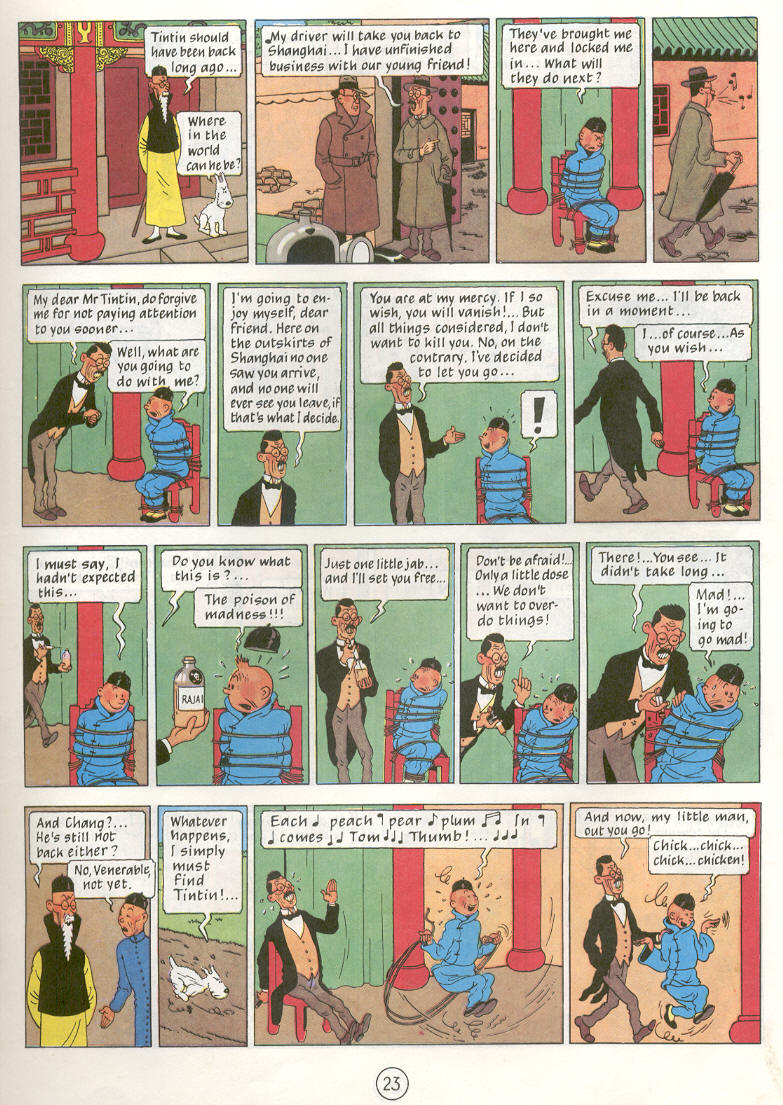 Tintin should
have been back
long ago...
Where
in the
world
can he be?
My driver will take you back to
Shanghai... I have unfinished
business with our young friend!
They've brought me
here and locked me
in... What will
they do next?
My dear Mr Tintin, do forgive
me for not paying attention
to you sooner...
Well, what are
you going to
do with me?
I'm going to en-
joy myself, dear
friend. Here on
the outskirts of
Shanghai no one
saw you arrive,
and no one will
ever see you leave, if
that's what I decide.
You are at my mercy. If I so
wish, you will vanish!... But
all things considered, I don't
want to kill you. No, on the
contrary. I've decided
to let you go...
!
Excuse me... I'll be back
in a moment...
I...of course...As
you wish...
I must say, I
hadn't expected
this...
Do you know what
this is?...
The poison of
madness!!!
RAJAI
Just one little jab...
and I'll set you free...
Don't be afraid!...
Only a little dose
... We don't
want to over-
do things!
There!...You see... It
didn't take long...
Mad!...
I'm go-
ing to
go mad!
And Chang?...
He's still not
back either?
No, Venerable,
not yet.
Whatever
happens,
I simply
must
find
Tintin!...
Each peach pear plum In
comes Tom Thumb!...
And now, my little man,
out you go!
Chick...chick...
chick...chicken!
23